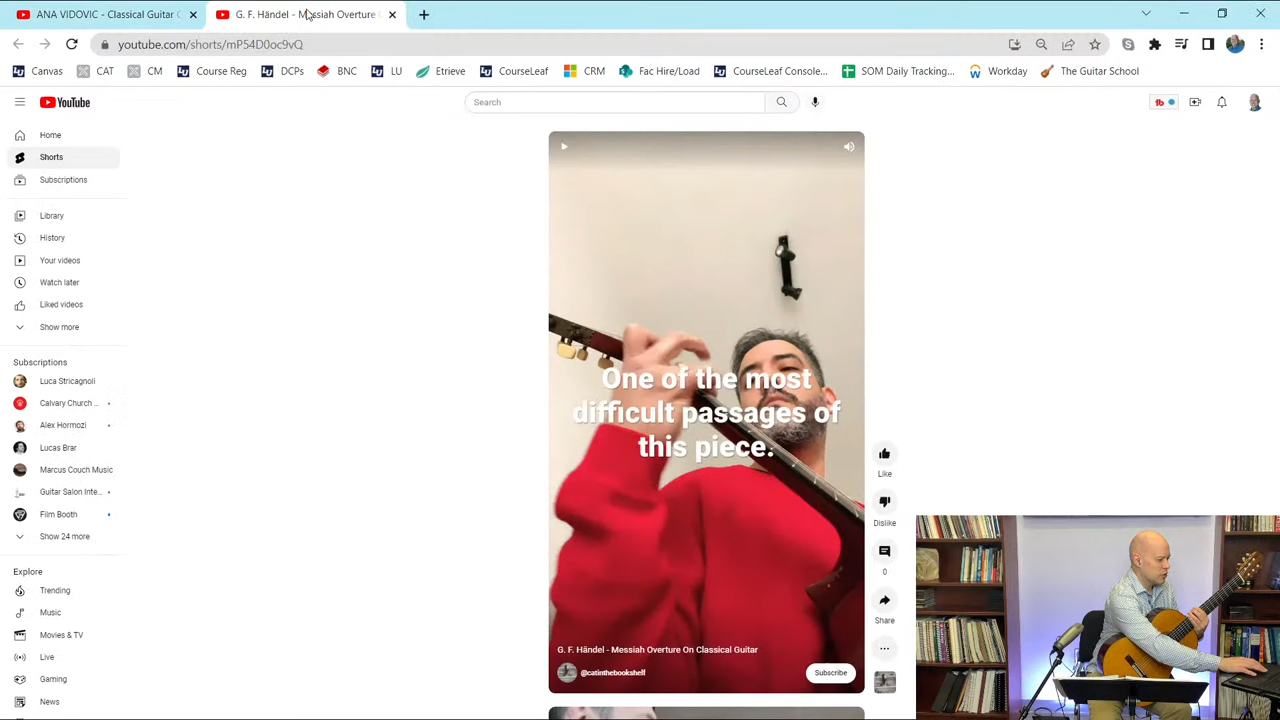 ANA VIDOVIC - Classical Guitar C
G. F. Händel - Messiah Overture
youtube.com/shorts/mP54D0oc9vQ
Canvas
CAT
CM
Course Reg
DCPs
BNC
LU
Etrieve
CourseLeaf
CRM
Fac Hire/Load
CourseLeaf Console...
SOM Daily Tracking...
Workday
The Guitar School
YouTube
Search
Home
Shorts
Subscriptions
Library
History
Your videos
Watch later
Liked videos
Show more
Subscriptions
Luca Stricagnoli
Calvary Church ...
Alex Hormozi
Lucas Brar
Marcus Couch Music
Guitar Salon Inte...
Film Booth
Show 24 more
Explore
Trending
Music
Movies & TV
Live
Gaming
News
One of the most
difficult passages of
this piece.
G. F. Händel - Messiah Overture On Classical Guitar
@catinthebookshelf
Subscribe
Like
Dislike
0
Share